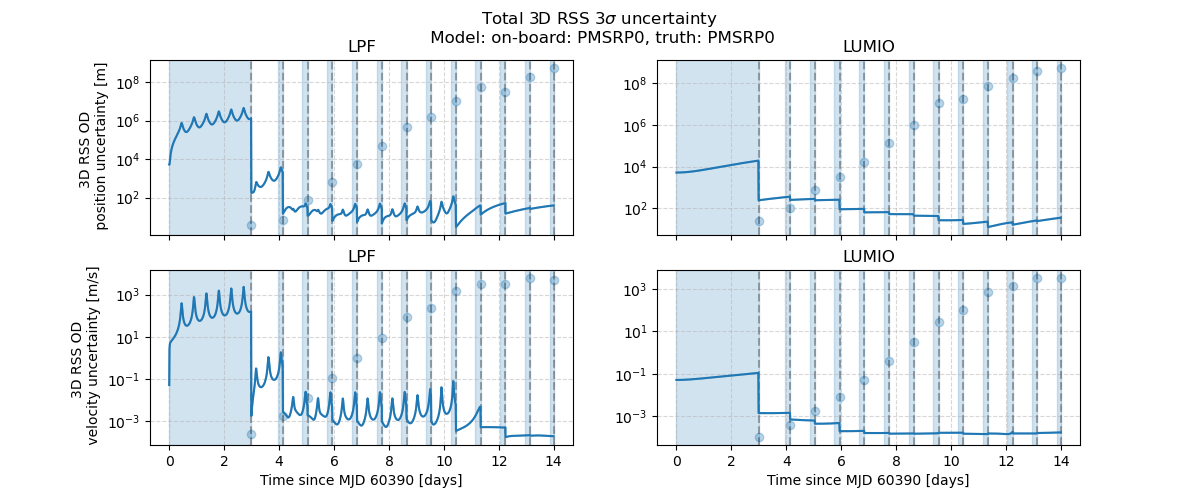 Total 3D RSS 3σ uncertainty
Model: on-board: PMSRP0, truth: PMSRP0
LPF
LUMIO
3D RSS OD
position uncertainty [m]
10^8
10^6
10^4
10^2
10^8
10^6
10^4
10^2
LPF
LUMIO
3D RSS OD
velocity uncertainty [m/s]
10^3
10^1
10^−1
10^−3
10^3
10^1
10^−1
10^−3
0 2 4 6 8 10 12 14
0 2 4 6 8 10 12 14
Time since MJD 60390 [days]
Time since MJD 60390 [days]